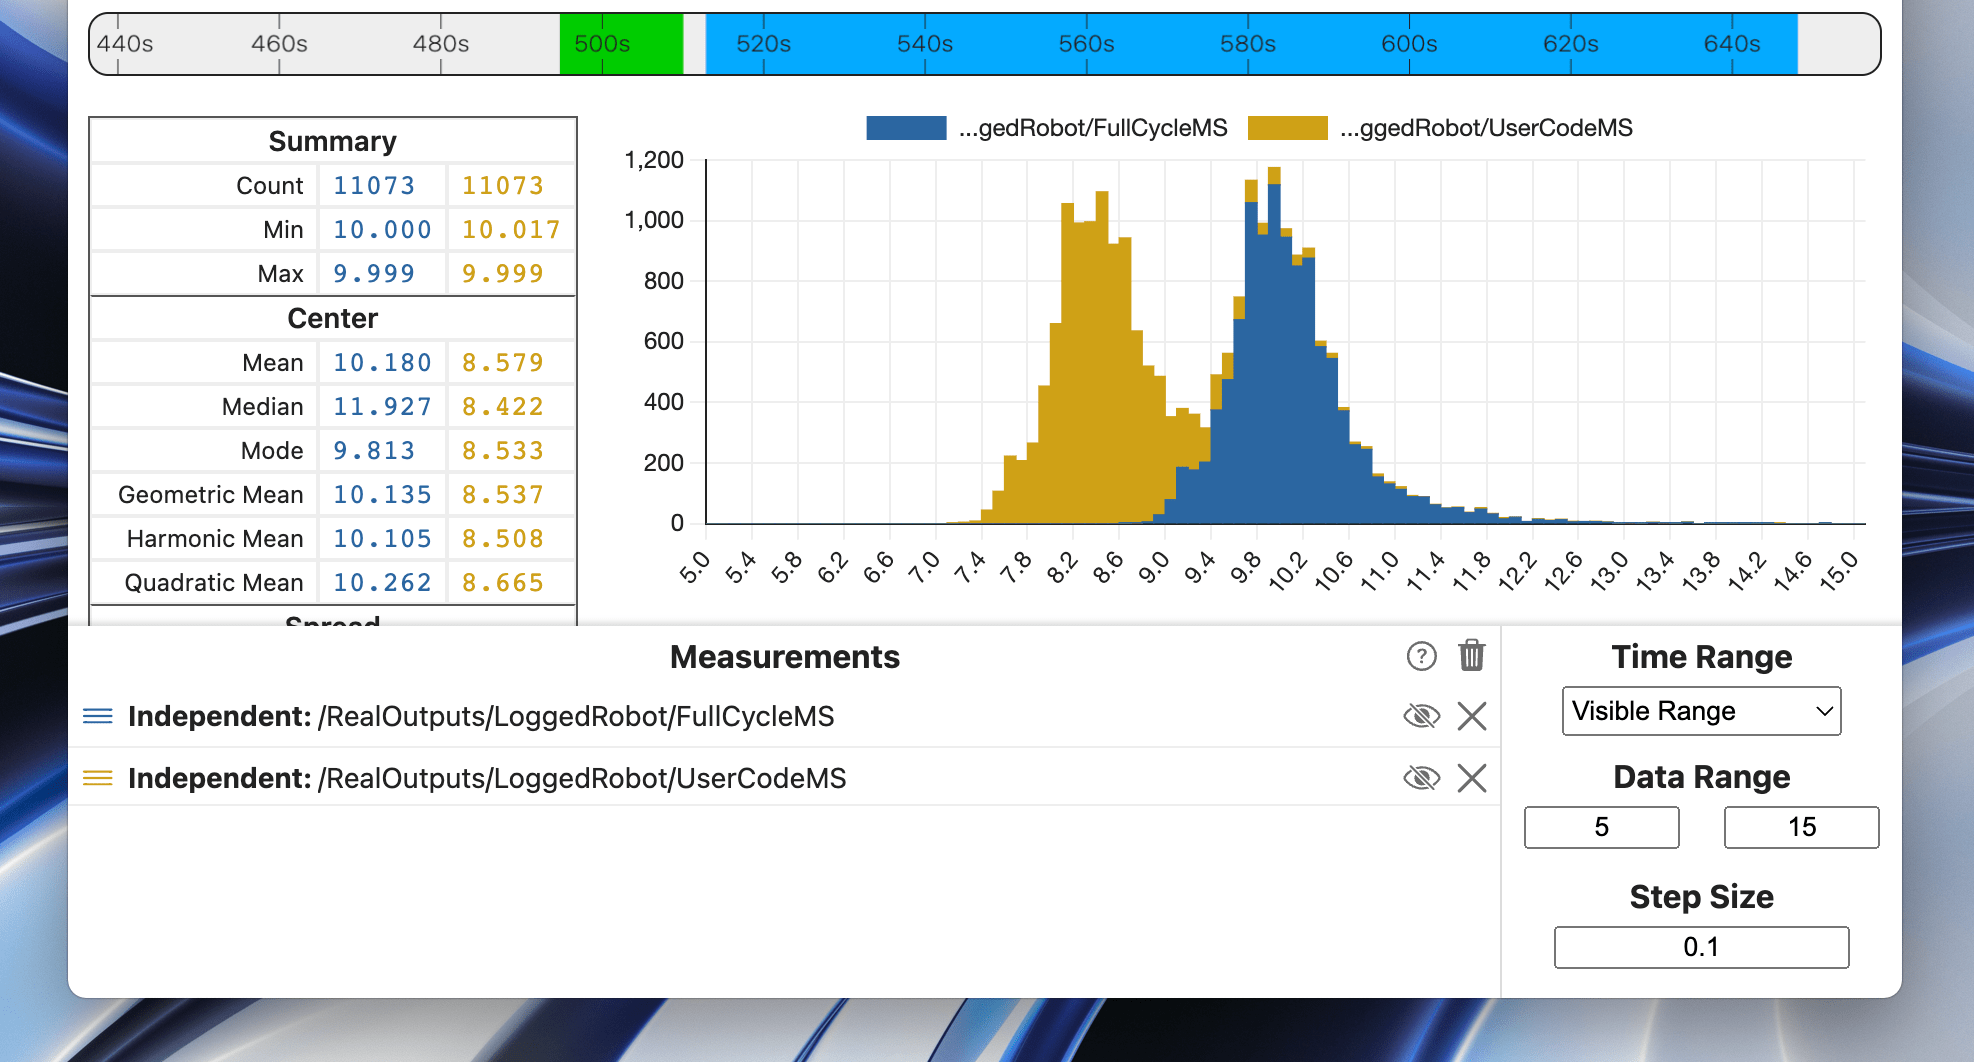 440s 460s 480s 500s 520s 540s 560s 580s 600s 620s 640s
Summary
Count 11073 11073
Min 10.000 10.017
Max 9.999 9.999
Center
Mean 10.180 8.579
Median 11.927 8.422
Mode 9.813 8.533
Geometric Mean 10.135 8.537
Harmonic Mean 10.105 8.508
Quadratic Mean 10.262 8.665
Spread
...gedRobot/FullCycleMS ...ggedRobot/UserCodeMS
1,200
1,000
800
600
400
200
0
5.0 5.4 5.8 6.2 6.6 7.0 7.4 7.8 8.2 8.6 9.0 9.4 9.8 10.2 10.6 11.0 11.4 11.8 12.2 12.6 13.0 13.4 13.8 14.2 14.6 15.0
Measurements
?
Independent: /RealOutputs/LoggedRobot/FullCycleMS
Independent: /RealOutputs/LoggedRobot/UserCodeMS
Time Range
Visible Range
Data Range
5 15
Step Size
0.1